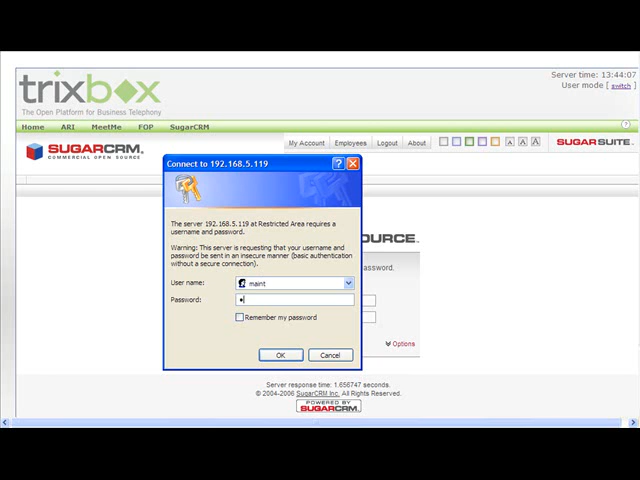 trixbox
The Open Platform for Business Telephony
Server time: 13:44:07
User mode [ switch ]
Home ARI MeetMe FOP SugarCRM
?
SUGARCRM.
COMMERCIAL OPEN SOURCE
My Account Employees Logout About
A A A
SUGARSUITE.
Connect to 192.168.5.119
The server 192.168.5.119 at Restricted Area requires a
username and password.
Warning: This server is requesting that your username and
password be sent in an insecure manner (basic authentication
without a secure connection).
User name: maint
Password:
Remember my password
OK Cancel
OURCE.
assword.
Options
Server response time: 1.656747 seconds.
© 2004-2006 SugarCRM Inc. All Rights Reserved.
POWERED BY
SUGARCRM.